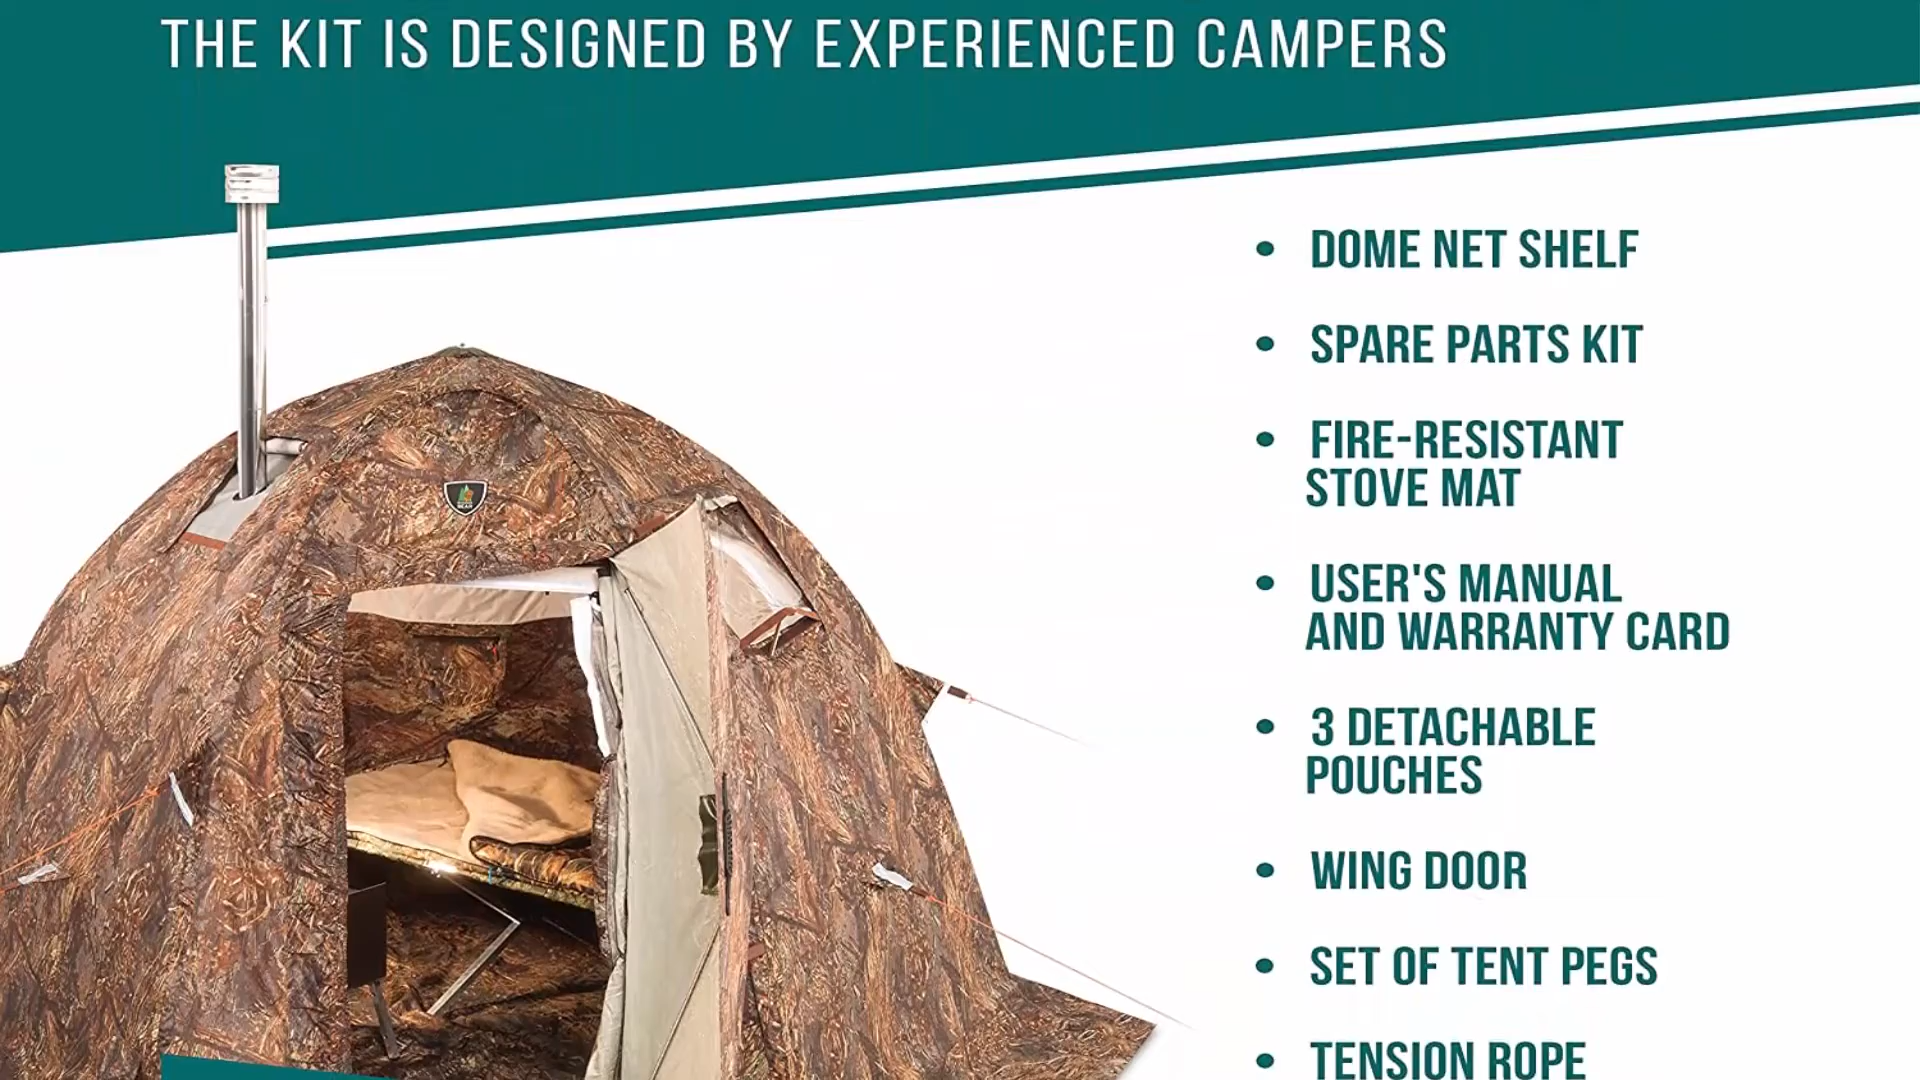 THE KIT IS DESIGNED BY EXPERIENCED CAMPERS
• DOME NET SHELF
• SPARE PARTS KIT
• FIRE-RESISTANT
STOVE MAT
• USER'S MANUAL
AND WARRANTY CARD
• 3 DETACHABLE
POUCHES
• WING DOOR
• SET OF TENT PEGS
• TENSION ROPE